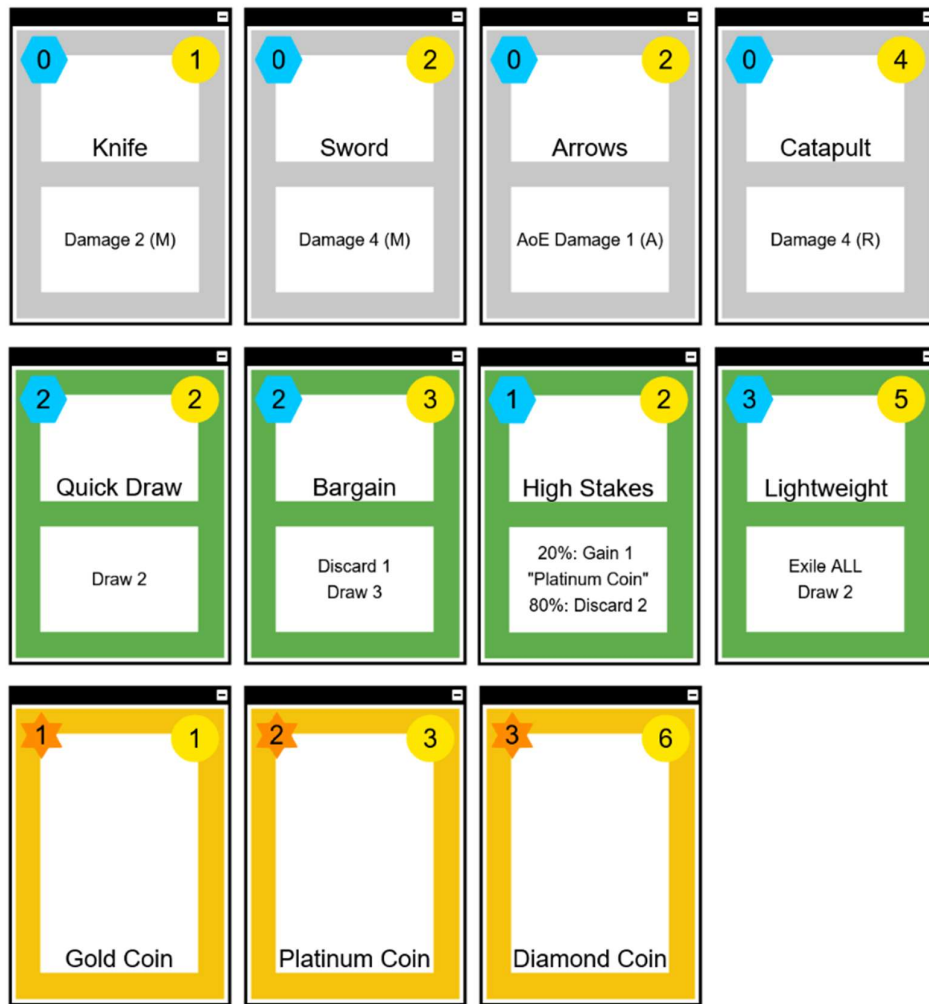 0 1
Knife
Damage 2 (M)
0 2
Sword
Damage 4 (M)
0 2
Arrows
AoE Damage 1 (A)
0 4
Catapult
Damage 4 (R)
2 2
Quick Draw
Draw 2
2 3
Bargain
Discard 1
Draw 3
1 2
High Stakes
20%: Gain 1
"Platinum Coin"
80%: Discard 2
3 5
Lightweight
Exile ALL
Draw 2
1 1
Gold Coin
2 3
Platinum Coin
3 6
Diamond Coin